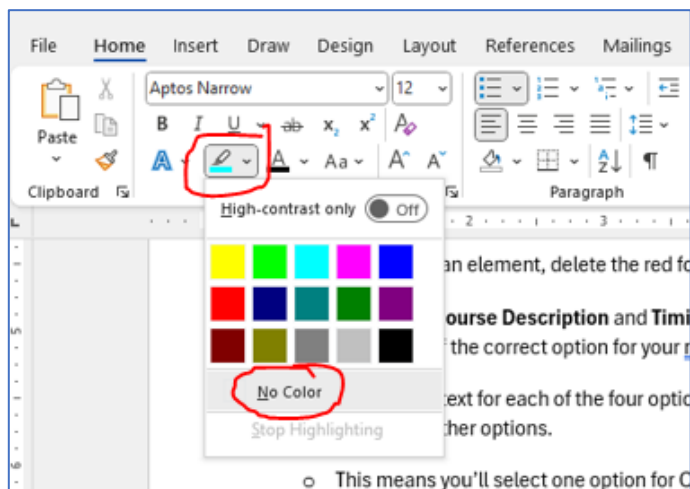 File Home Insert Draw Design Layout References Mailings
Aptos Narrow 12
B I U ab x₂ x² A
Paste
A A Aa A A A Z
Clipboard Paragraph
High-contrast only Off
2 3
an element, delete the red fo
ourse Description and Timi
the correct option for your
text for each of the four optio
No Color
ther options.
Stop Highlighting
o This means you'll select one option for C